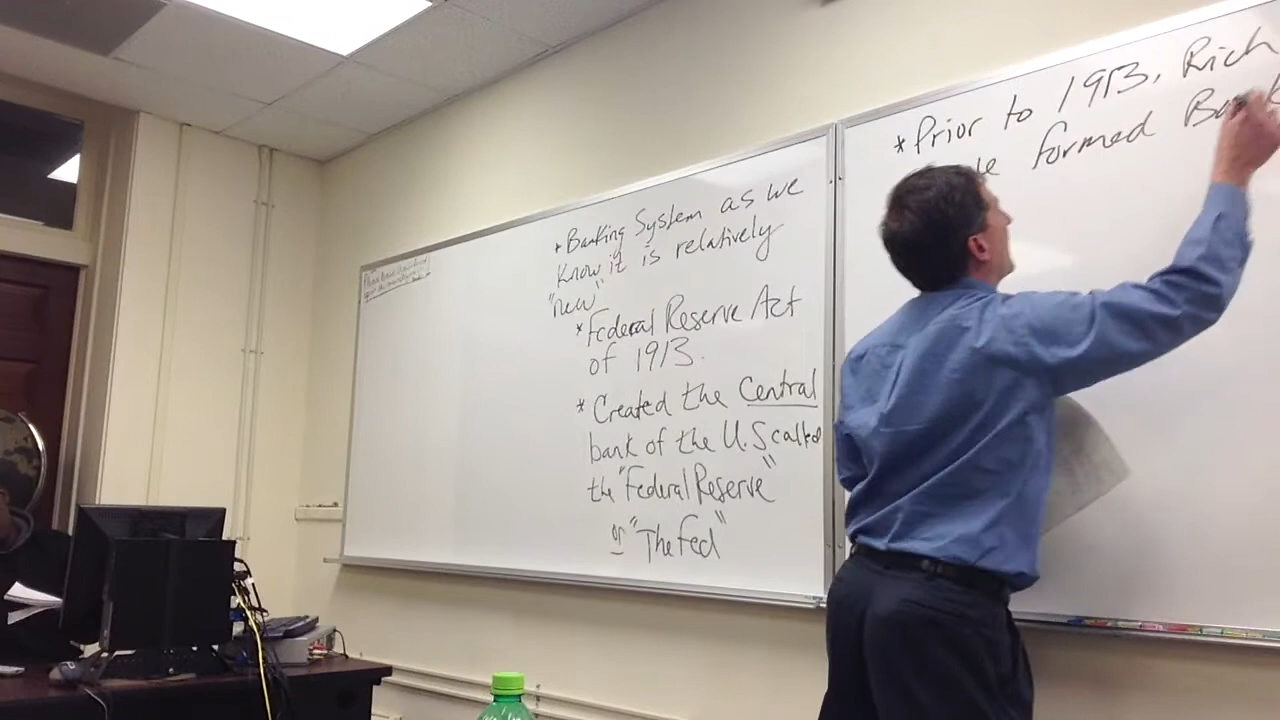 * Banking System as we
Know it is relatively
"new"
* Federal Reserve Act
of 1913.
* Created the Central
bank of the U.S called
the "Federal Reserve"
or "The Fed"
* Prior to 1913, Rich
formed